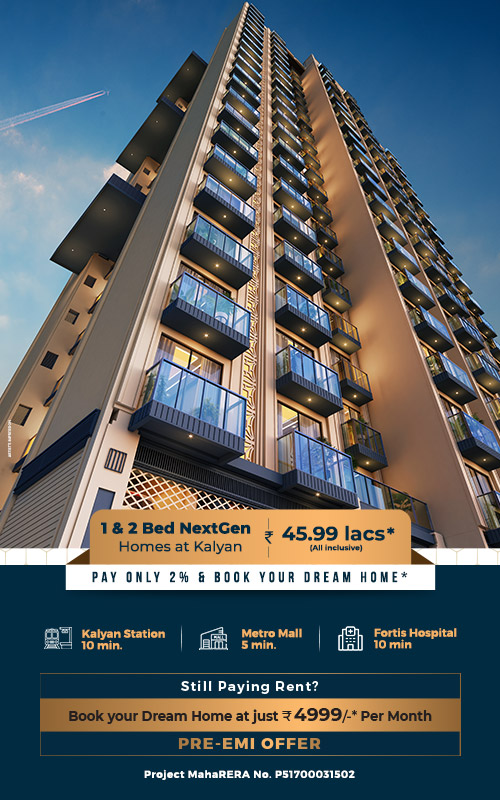 ARTIST'S IMPRESSION
1 & 2 Bed NextGen
Homes at Kalyan
₹ 45.99 lacs*
(All inclusive)
PAY ONLY 2% & BOOK YOUR DREAM HOME*
Kalyan Station
10 min.
Metro Mall
5 min.
Fortis Hospital
10 min
Still Paying Rent?
Book your Dream Home at just ₹ 4999/-* Per Month
PRE-EMI OFFER
Project MahaRERA No. P51700031502